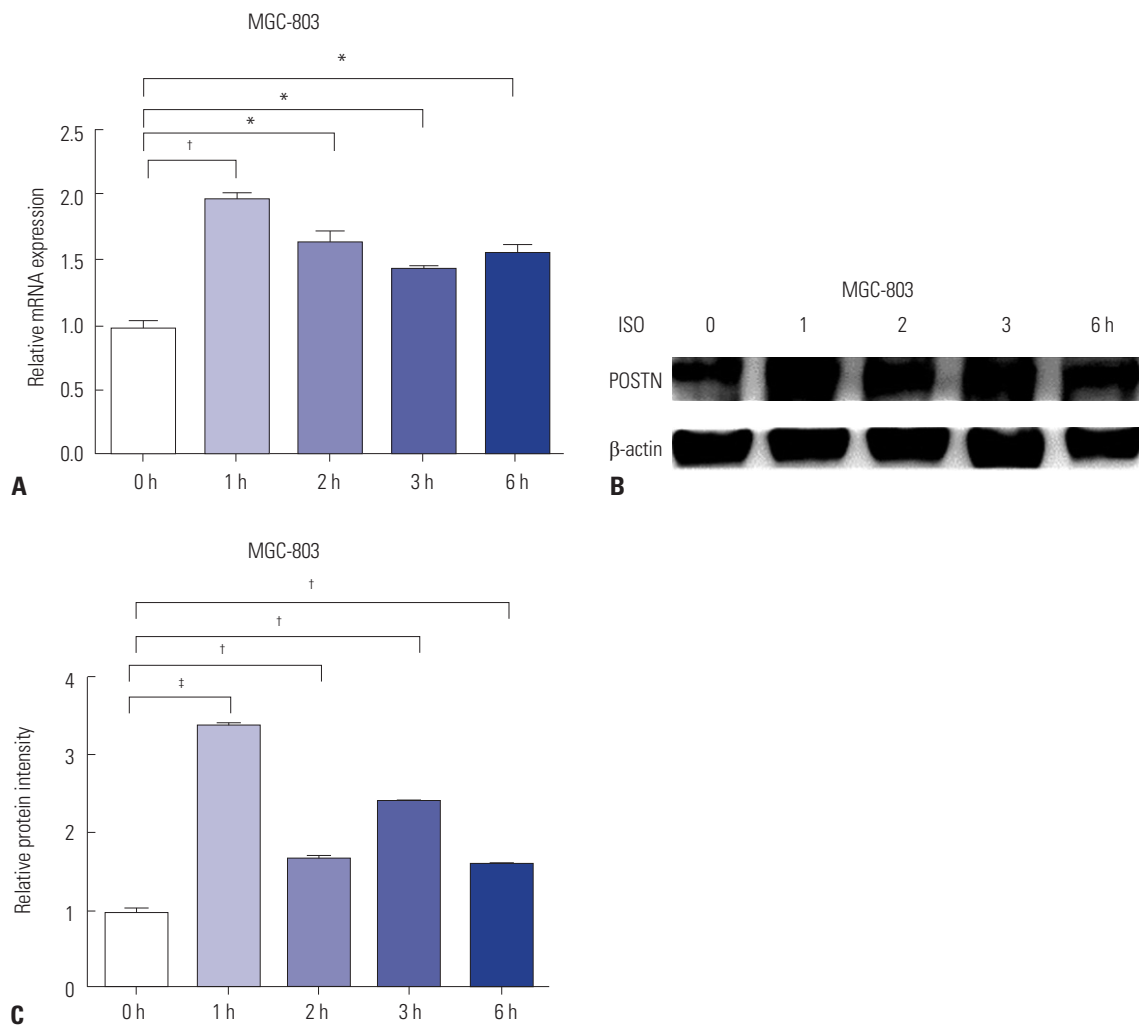 MGC-803
*
*
*
†
2.5
2.0
1.5
1.0
0.5
0.0
Relative mRNA expression
0 h 1 h 2 h 3 h 6 h
A
MGC-803
ISO 0 1 2 3 6 h
POSTN
β-actin
B
MGC-803
†
†
†
‡
4
3
2
1
0
Relative protein intensity
0 h 1 h 2 h 3 h 6 h
C